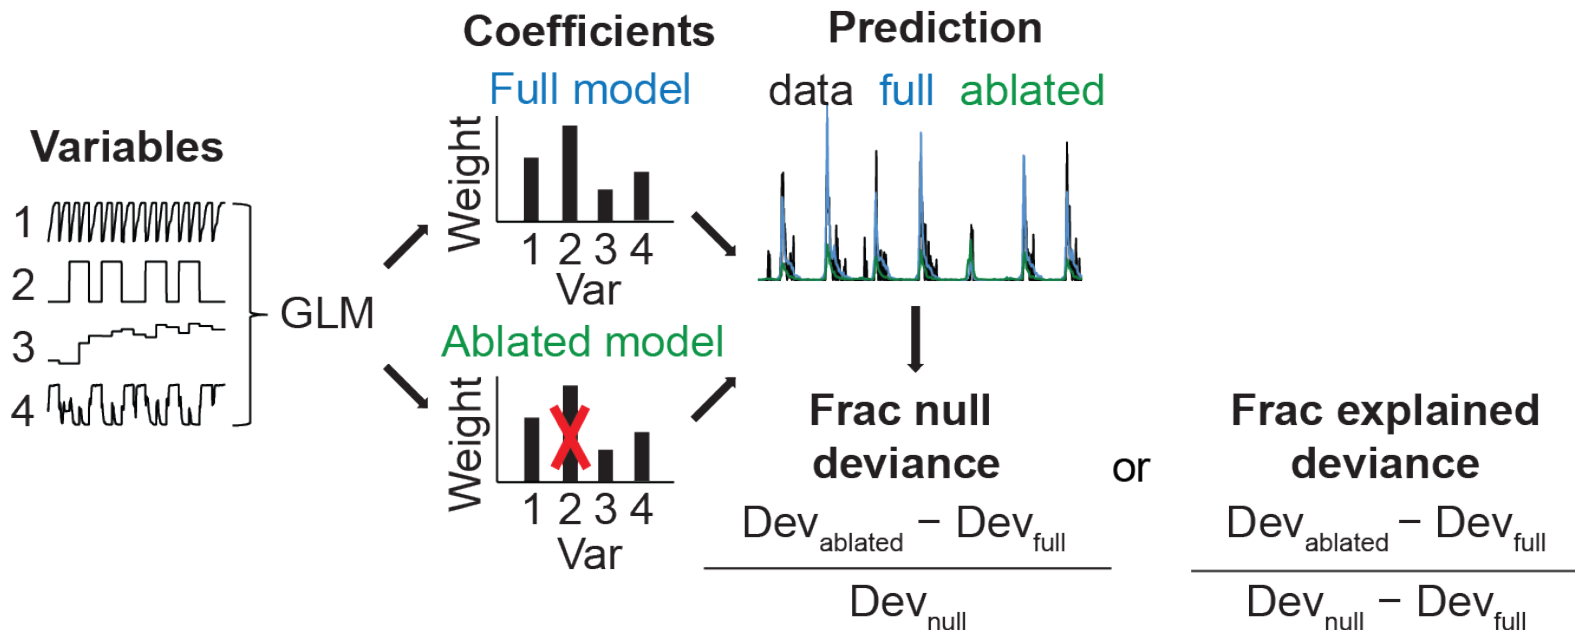 Variables
1
2
3
4
GLM
Coefficients
Full model
Weight
1 2 3 4
Var
Ablated model
Weight
1 2 3 4
Var
Prediction
data full ablated
Frac null
deviance
Dev_ablated − Dev_full
Dev_null
or
Frac explained
deviance
Dev_ablated − Dev_full
Dev_null − Dev_full